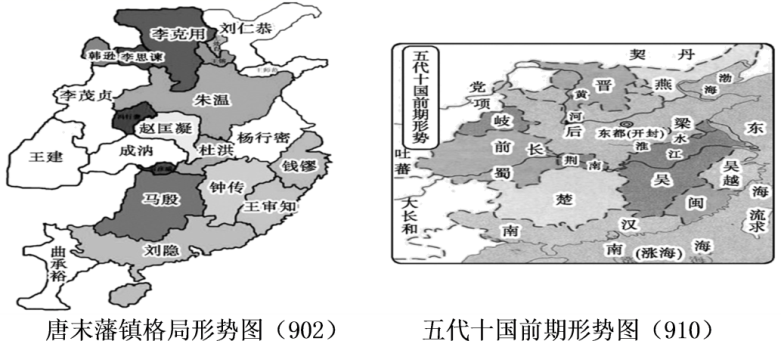 李克用
刘仁恭
韩逊
李思谏
李茂贞
朱温
赵匡凝
杨行密
王建
成汭
杜洪
钱镠
马殷
钟传
王审知
刘隐
曲承裕
唐末藩镇格局形势图（902）
五代十国前期形势
契丹
晋
燕
渤海
党项
黄河
岐
后梁
东都(开封)
淮水
东海
吐蕃
前蜀
长江
荆南
吴
吴越
楚
闽
流求
大长和
南汉
南(涨海)海
五代十国前期形势图（910）